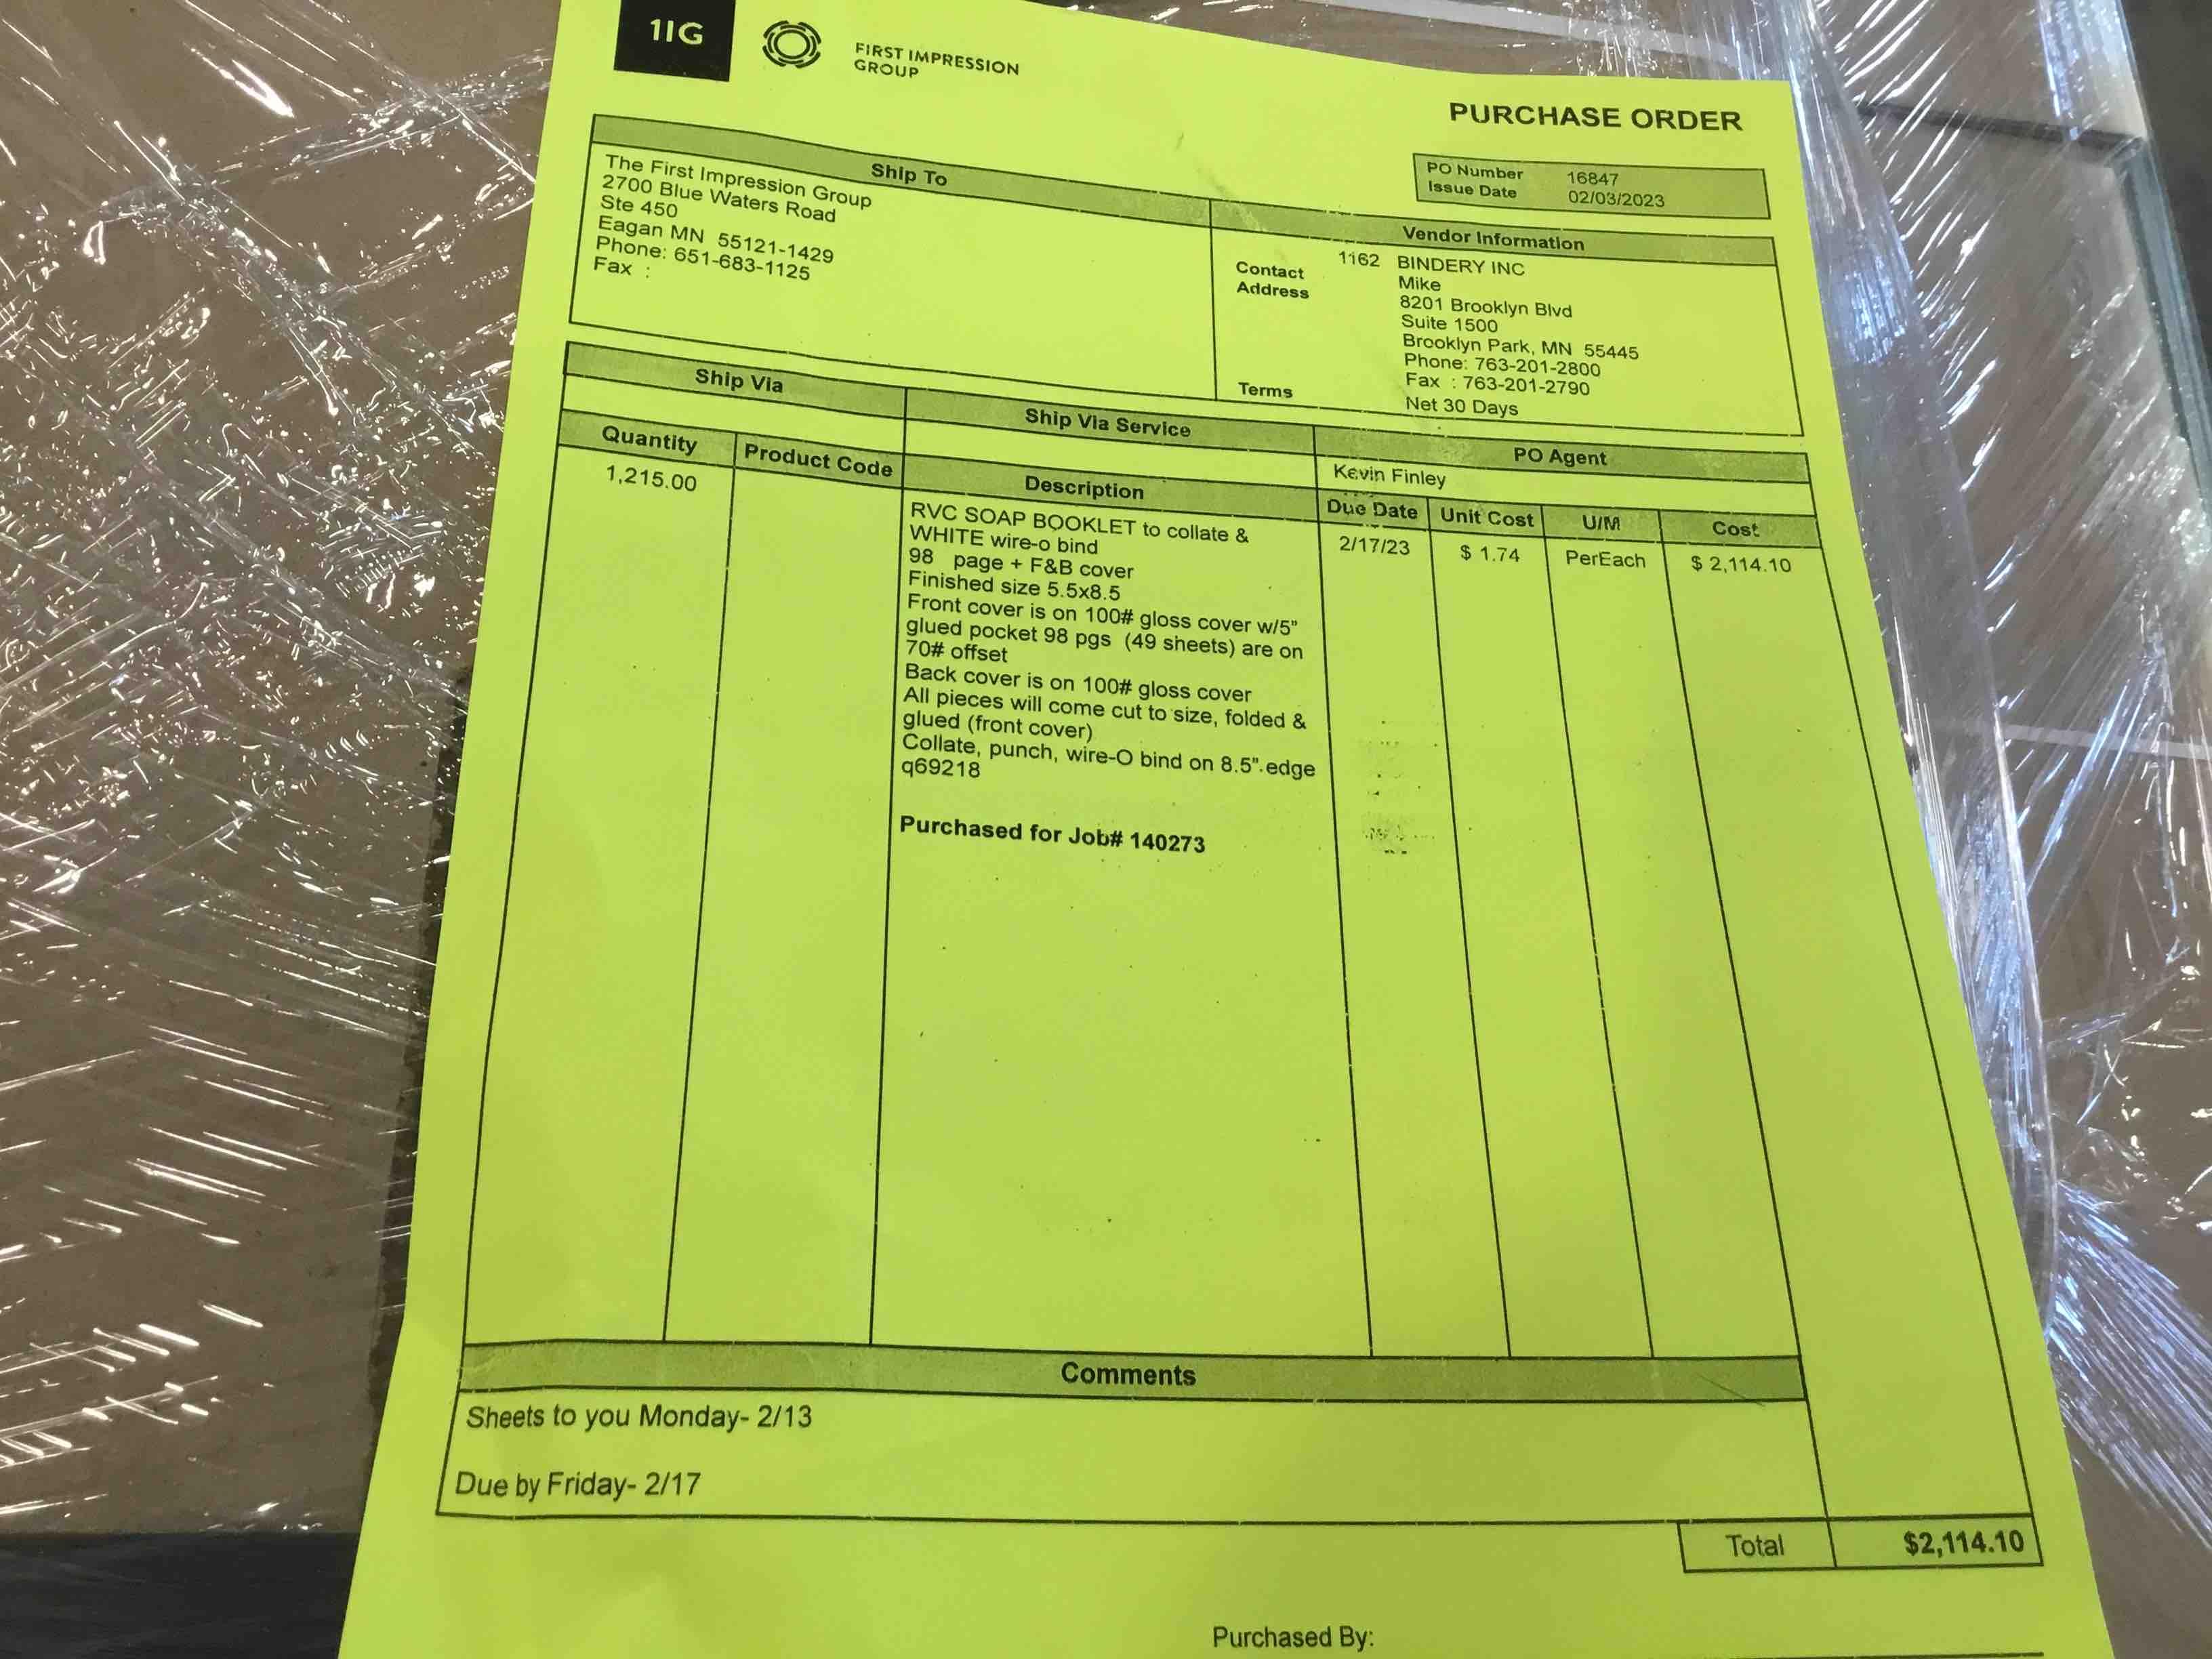 1IG
FIRST IMPRESSION
GROUP
PURCHASE ORDER
PO Number 16847
Issue Date 02/03/2023
Ship To
The First Impression Group
2700 Blue Waters Road
Ste 450
Eagan MN 55121-1429
Phone: 651-683-1125
Fax :
Vendor Information
1162 BINDERY INC
Contact Mike
Address 8201 Brooklyn Blvd
Suite 1500
Brooklyn Park, MN 55445
Phone: 763-201-2800
Fax : 763-201-2790
Terms Net 30 Days
Ship Via Ship Via Service PO Agent
Kevin Finley
Quantity Product Code Description Due Date Unit Cost U/M Cost
1,215.00 RVC SOAP BOOKLET to collate & 2/17/23 $ 1.74 PerEach $ 2,114.10
WHITE wire-o bind
98 page + F&B cover
Finished size 5.5x8.5
Front cover is on 100# gloss cover w/5"
glued pocket 98 pgs (49 sheets) are on
70# offset
Back cover is on 100# gloss cover
All pieces will come cut to size, folded &
glued (front cover)
Collate, punch, wire-O bind on 8.5".edge
q69218
Purchased for Job# 140273
Comments
Sheets to you Monday- 2/13
Due by Friday- 2/17
Total $2,114.10
Purchased By: